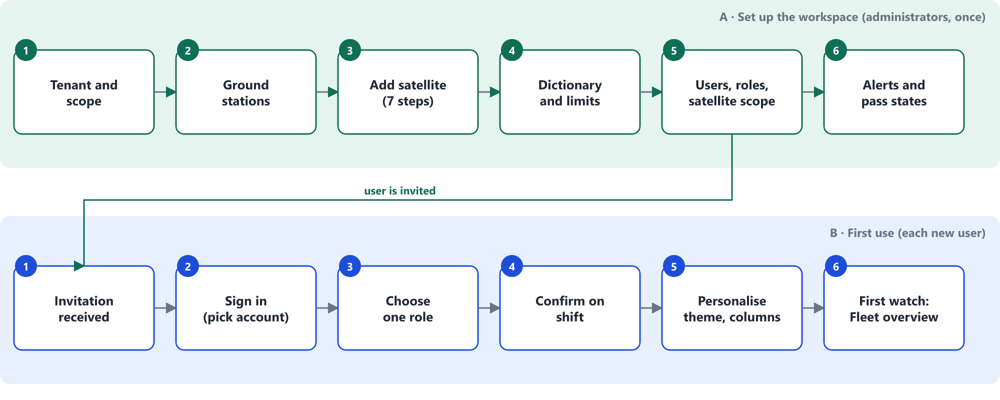 A · Set up the workspace (administrators, once)
1
Tenant and
scope
2
Ground
stations
3
Add satellite
(7 steps)
4
Dictionary
and limits
5
Users, roles,
satellite scope
6
Alerts and
pass states
user is invited
B · First use (each new user)
1
Invitation
received
2
Sign in
(pick account)
3
Choose
one role
4
Confirm on
shift
5
Personalise
theme, columns
6
First watch:
Fleet overview